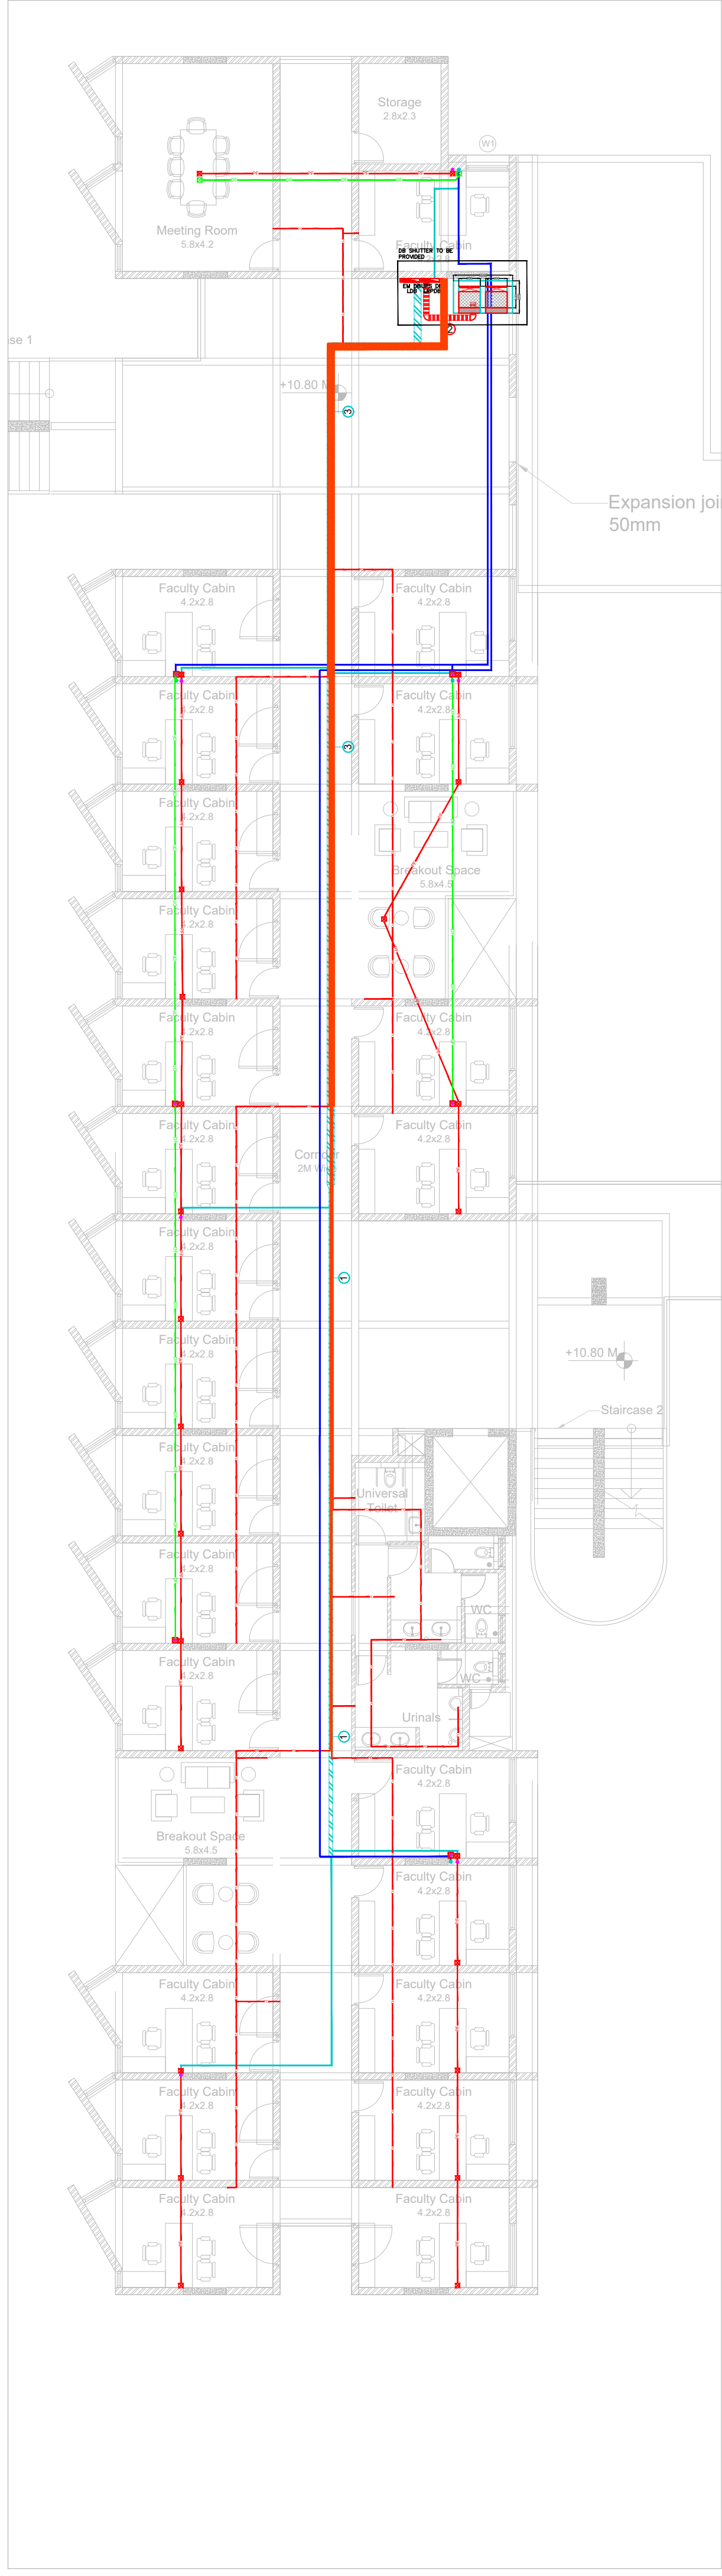 Storage
2.8x2.3
W1
Meeting Room
5.8x4.2
Faculty Cabin
DB SHUTTER TO BE
PROVIDED
2
se 1
+10.80 M
3
Expansion joi
50mm
Faculty Cabin
4.2x2.8
Faculty Cabin
4.2x2.8
Faculty Cabin
4.2x2.8
Faculty Cabin
4.2x2.8
3
Faculty Cabin
4.2x2.8
Breakout Space
5.8x4.5
Faculty Cabin
4.2x2.8
Faculty Cabin
4.2x2.8
Faculty Cabin
4.2x2.8
Faculty Cabin
4.2x2.8
Corridor
2M Wide
Faculty Cabin
4.2x2.8
Faculty Cabin
4.2x2.8
1
Faculty Cabin
4.2x2.8
+10.80 M
Staircase 2
Faculty Cabin
4.2x2.8
Universal
Toilet
Faculty Cabin
4.2x2.8
WC
Faculty Cabin
4.2x2.8
WC
Urinals
1
Faculty Cabin
4.2x2.8
Breakout Space
5.8x4.5
Faculty Cabin
4.2x2.8
Faculty Cabin
4.2x2.8
Faculty Cabin
4.2x2.8
Faculty Cabin
4.2x2.8
Faculty Cabin
4.2x2.8
Faculty Cabin
4.2x2.8
Faculty Cabin
4.2x2.8